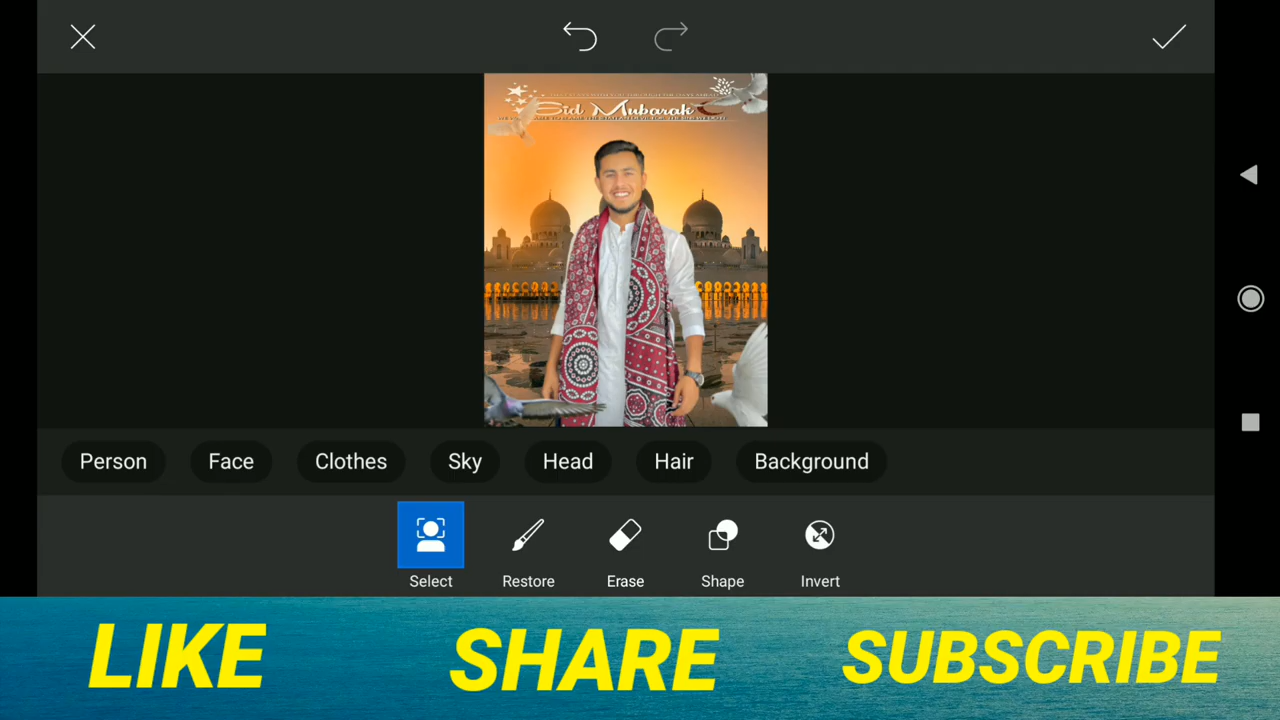 Eid Mubarak
Person Face Clothes Sky Head Hair Background
Select Restore Erase Shape Invert
LIKE SHARE SUBSCRIBE